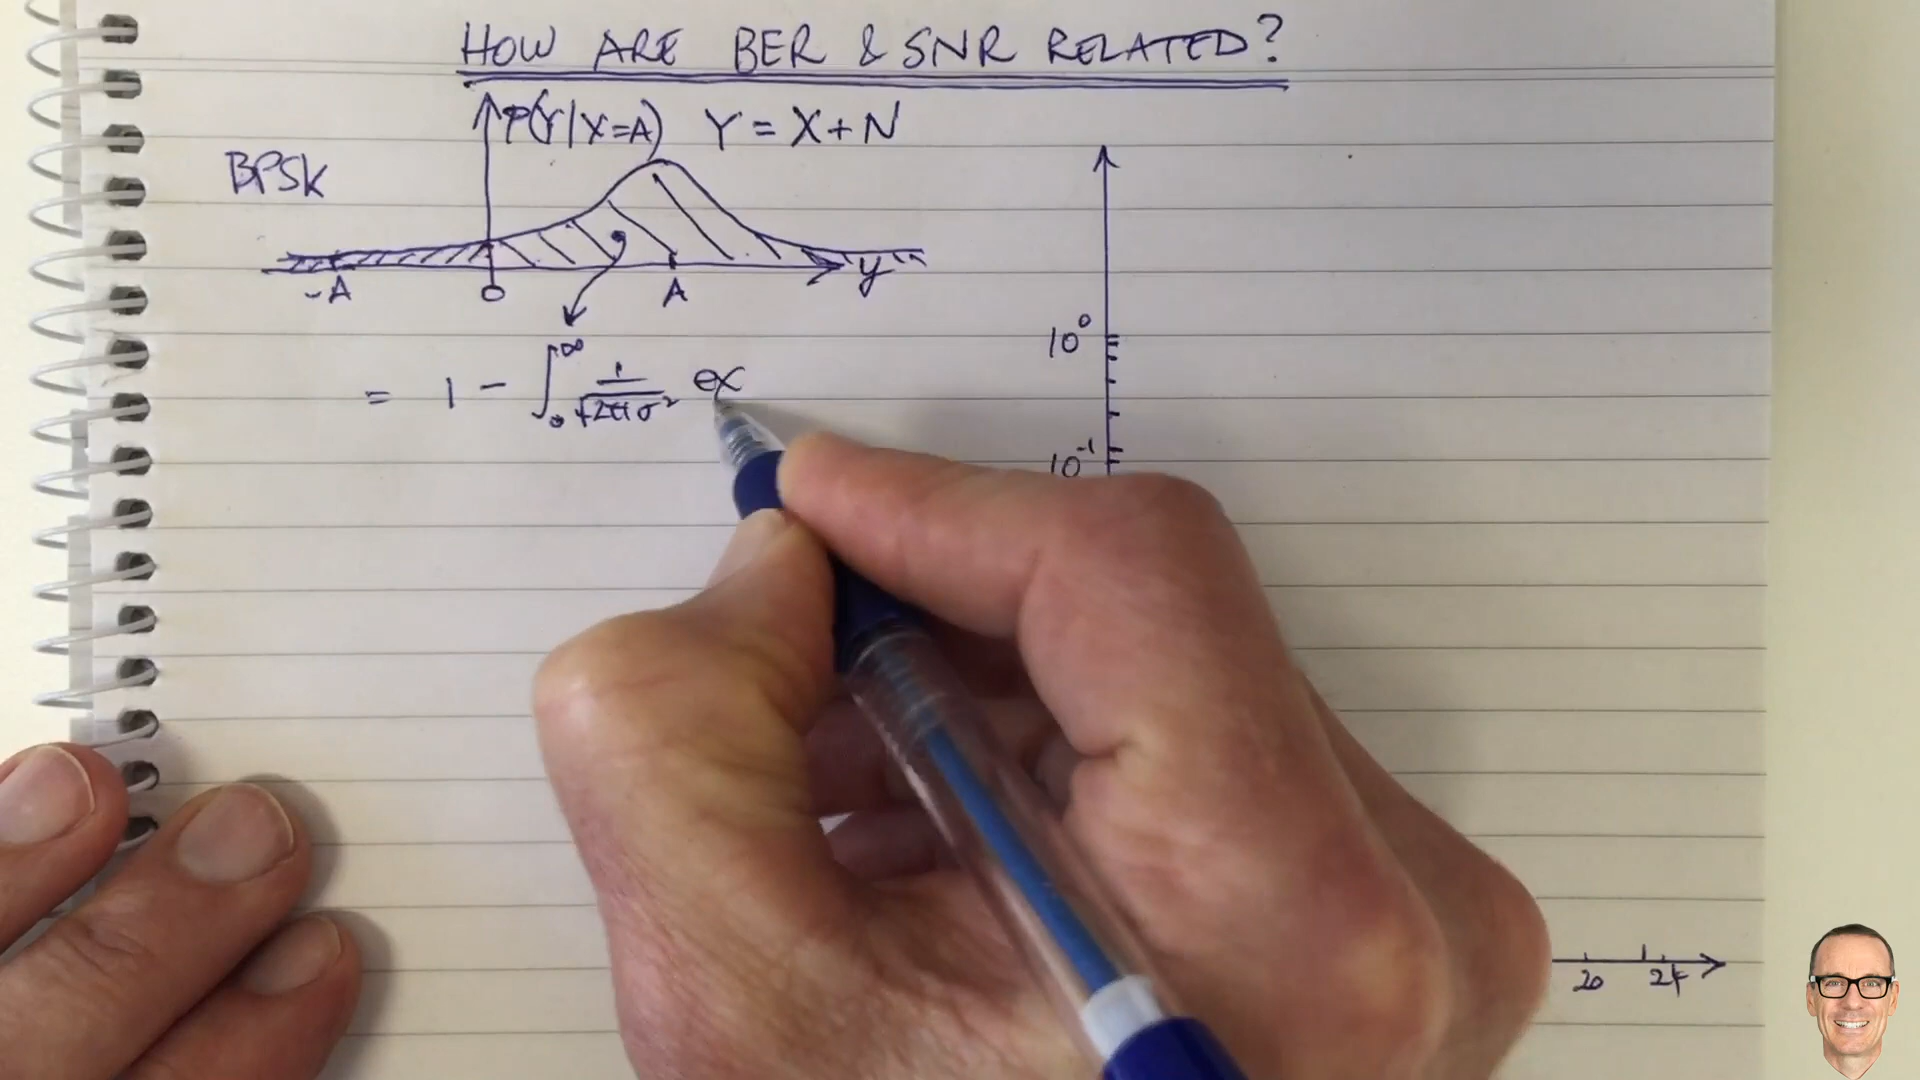 HOW ARE BER & SNR RELATED?
P(Y|X=A) Y = X + N
BPSK
-A 0 A y
= 1 - ∫₀^∞ 1/√(2πσ²) ex
10⁰
10⁻¹
20 24